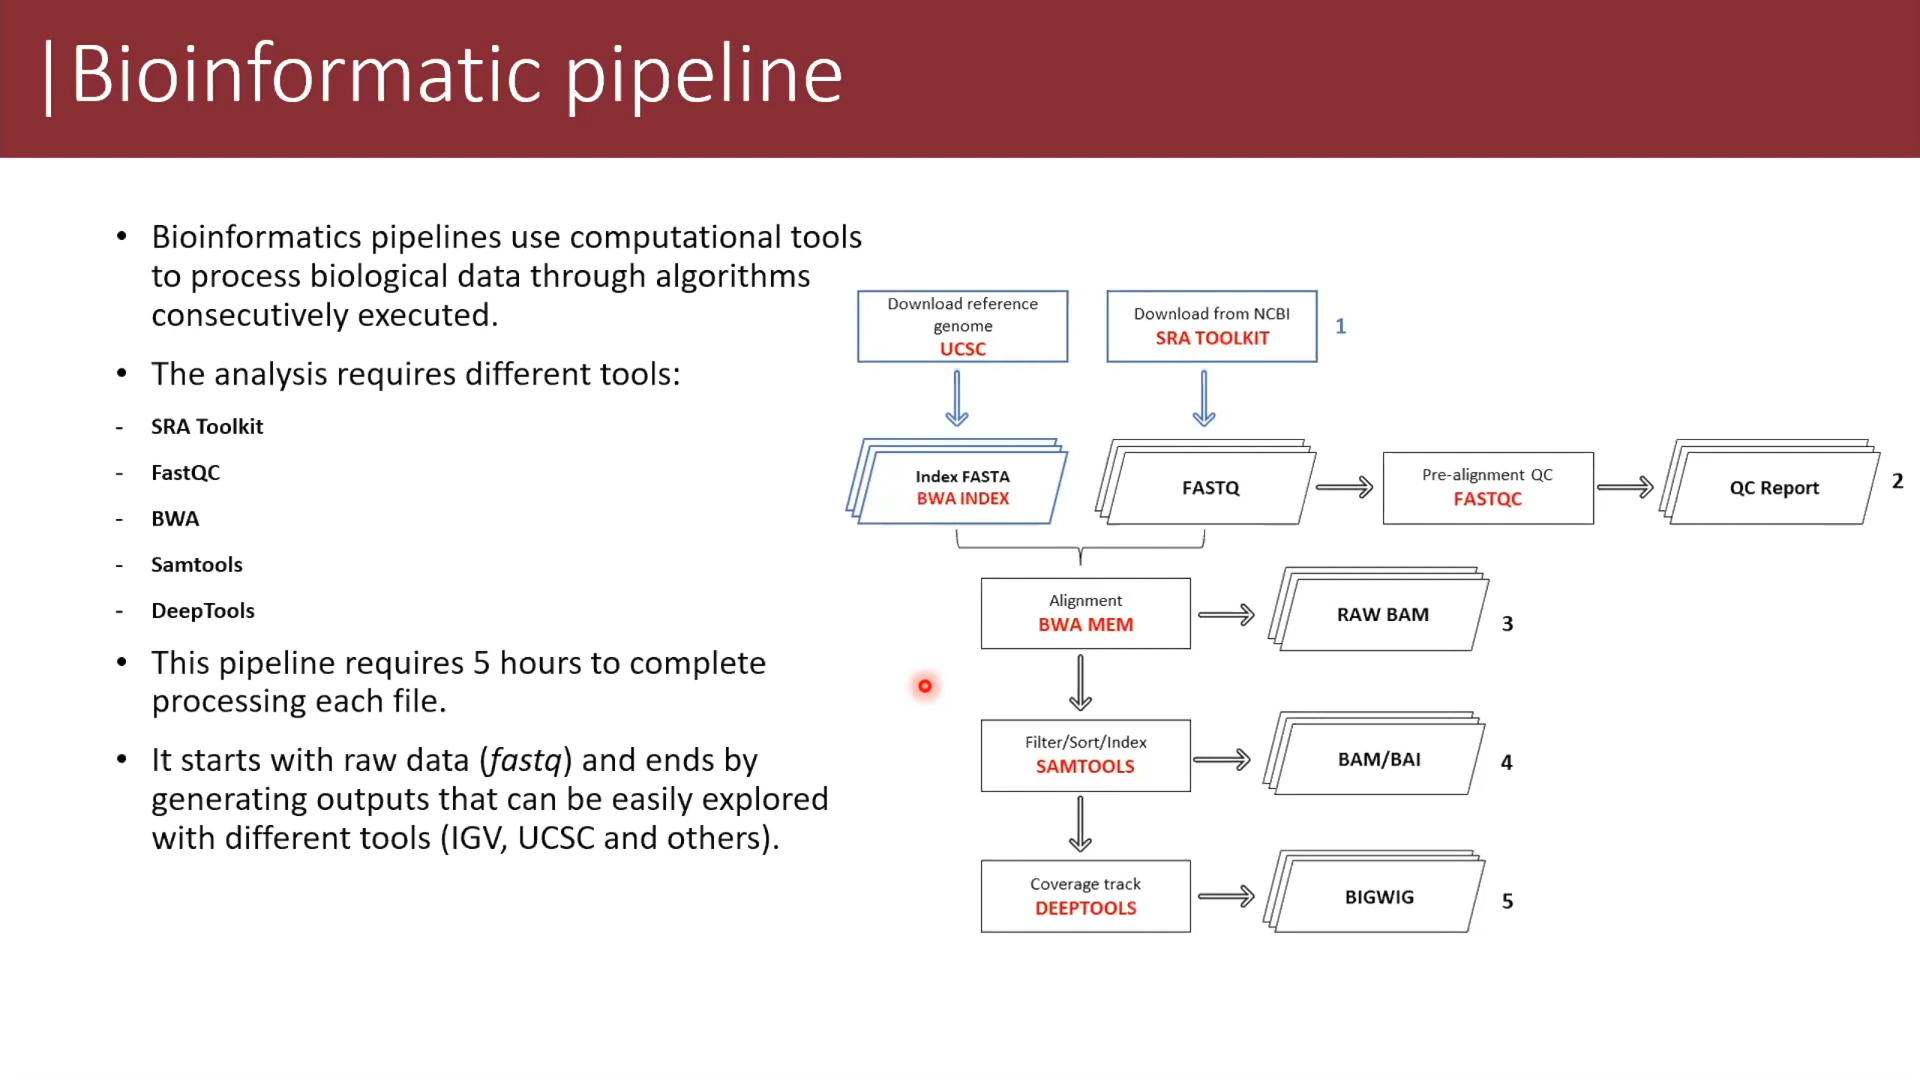 |Bioinformatic pipeline
• Bioinformatics pipelines use computational tools
to process biological data through algorithms
consecutively executed.
• The analysis requires different tools:
- SRA Toolkit
- FastQC
- BWA
- Samtools
- DeepTools
• This pipeline requires 5 hours to complete
processing each file.
• It starts with raw data (fastq) and ends by
generating outputs that can be easily explored
with different tools (IGV, UCSC and others).
Download reference
genome
UCSC
Download from NCBI
SRA TOOLKIT
1
Index FASTA
BWA INDEX
FASTQ
Pre-alignment QC
FASTQC
QC Report
2
Alignment
BWA MEM
RAW BAM
3
Filter/Sort/Index
SAMTOOLS
BAM/BAI
4
Coverage track
DEEPTOOLS
BIGWIG
5